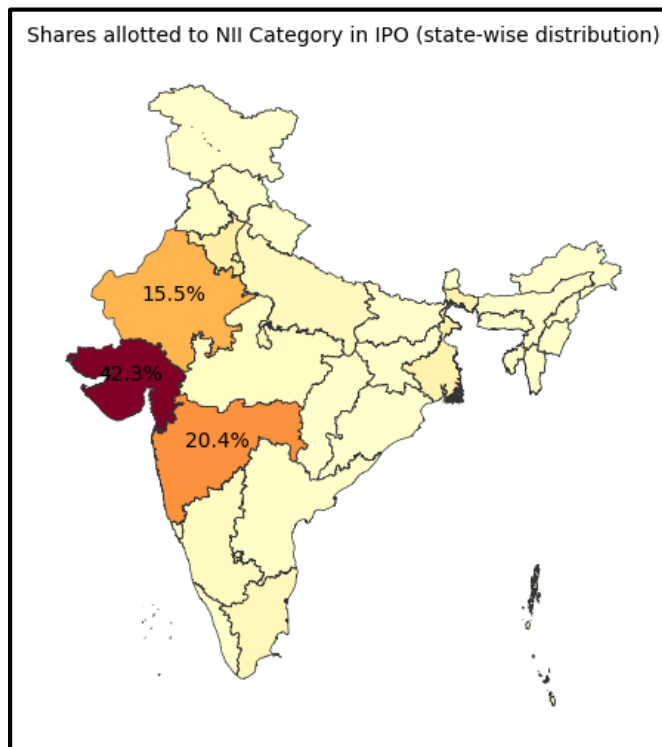 Shares allotted to NII Category in IPO (state-wise distribution)
15.5%
42.3%
20.4%